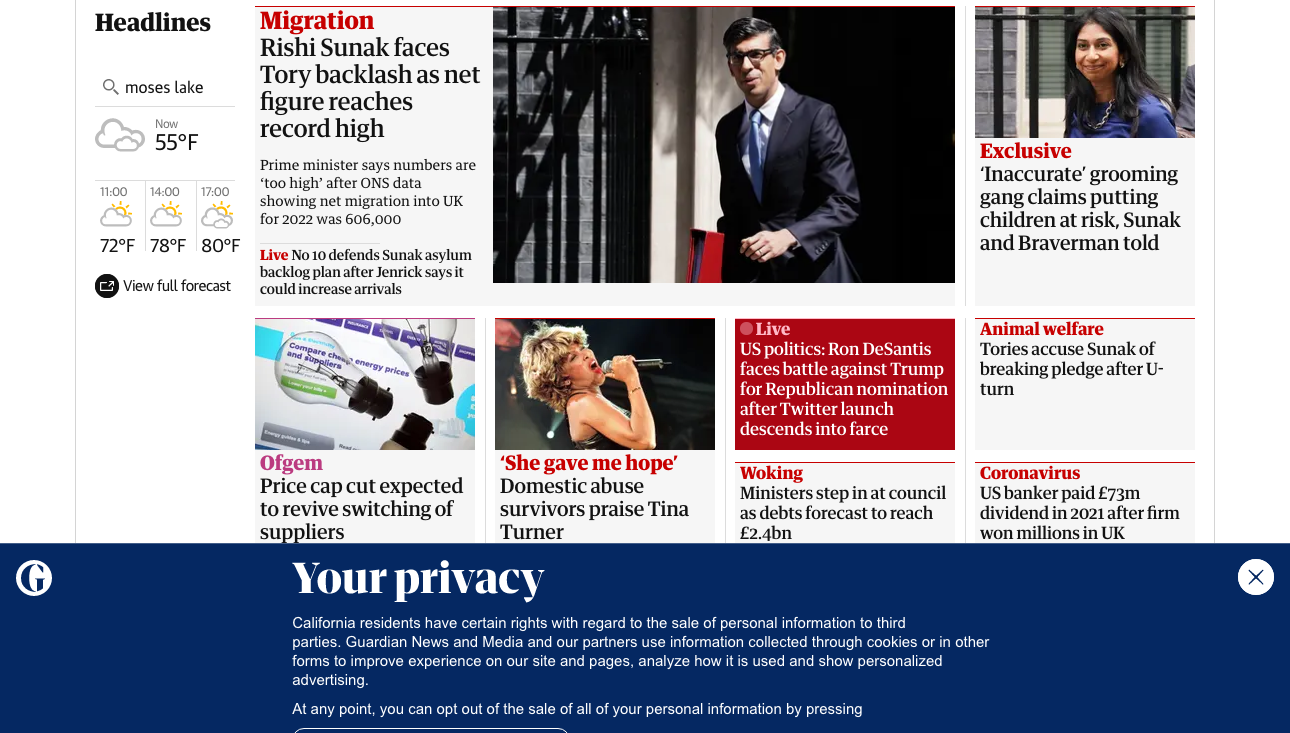 Headlines
moses lake
Now
55°F
11:00
72°F
14:00
78°F
17:00
80°F
View full forecast
Migration
Rishi Sunak faces
Tory backlash as net
figure reaches
record high
Prime minister says numbers are
‘too high’ after ONS data
showing net migration into UK
for 2022 was 606,000
Live No 10 defends Sunak asylum
backlog plan after Jenrick says it
could increase arrivals
Exclusive
‘Inaccurate’ grooming
gang claims putting
children at risk, Sunak
and Braverman told
Compare cheap energy prices
and suppliers
Ofgem
Price cap cut expected
to revive switching of
suppliers
‘She gave me hope’
Domestic abuse
survivors praise Tina
Turner
Live
US politics: Ron DeSantis
faces battle against Trump
for Republican nomination
after Twitter launch
descends into farce
Animal welfare
Tories accuse Sunak of
breaking pledge after U-
turn
Woking
Ministers step in at council
as debts forecast to reach
£2.4bn
Coronavirus
US banker paid £73m
dividend in 2021 after firm
won millions in UK
Your privacy
California residents have certain rights with regard to the sale of personal information to third
parties. Guardian News and Media and our partners use information collected through cookies or in other
forms to improve experience on our site and pages, analyze how it is used and show personalized
advertising.
At any point, you can opt out of the sale of all of your personal information by pressing